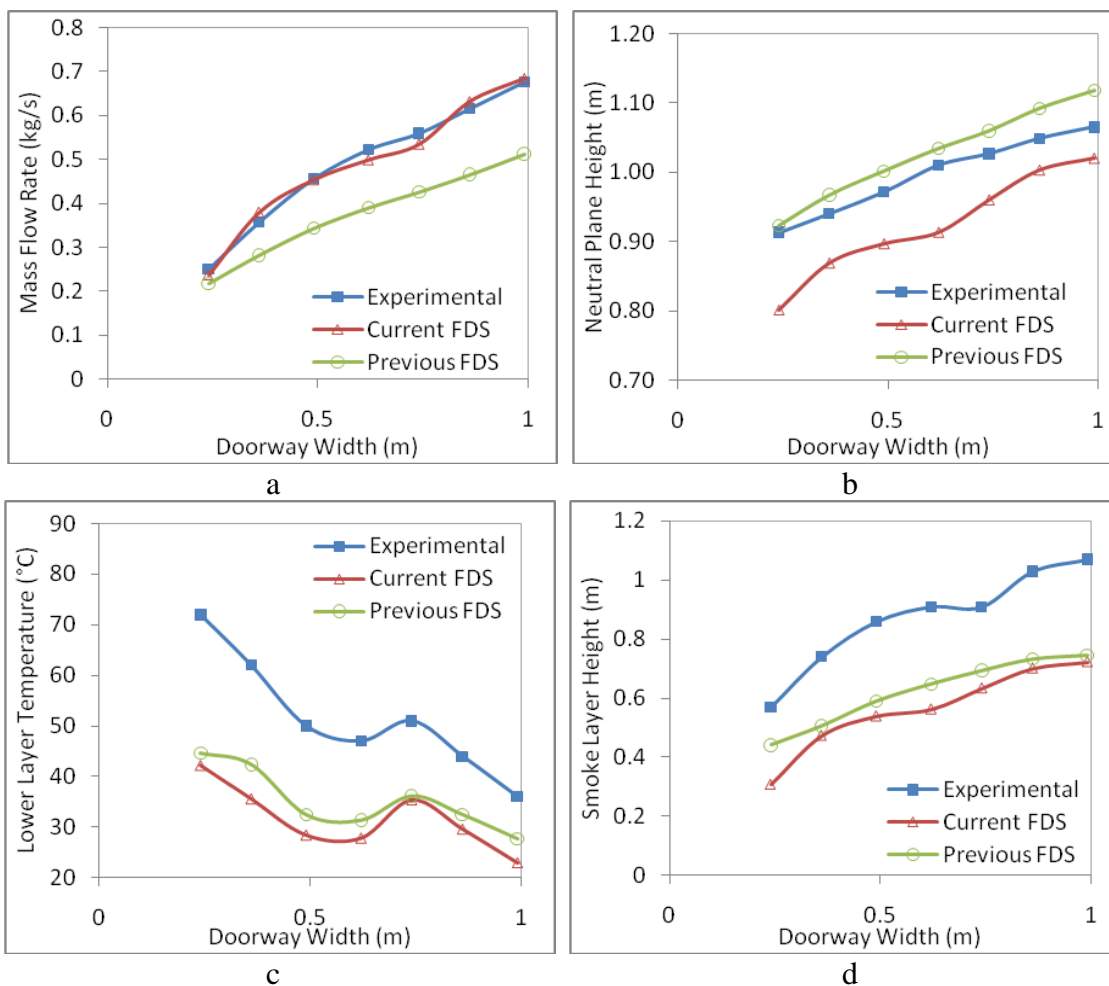 0.8
0.7
0.6
0.5
0.4
0.3
0.2
0.1
0
Mass Flow Rate (kg/s)
Experimental
Current FDS
Previous FDS
0
0.5
1
Doorway Width (m)
a
1.20
1.10
1.00
0.90
0.80
0.70
Neutral Plane Height (m)
Experimental
Current FDS
Previous FDS
0
0.5
1
Doorway Width (m)
b
90
80
70
60
50
40
30
20
Lower Layer Temperature (°C)
Experimental
Current FDS
Previous FDS
0
0.5
1
Doorway Width (m)
c
1.2
1
0.8
0.6
0.4
0.2
0
Smoke Layer Height (m)
Experimental
Current FDS
Previous FDS
0
0.5
1
Doorway Width (m)
d